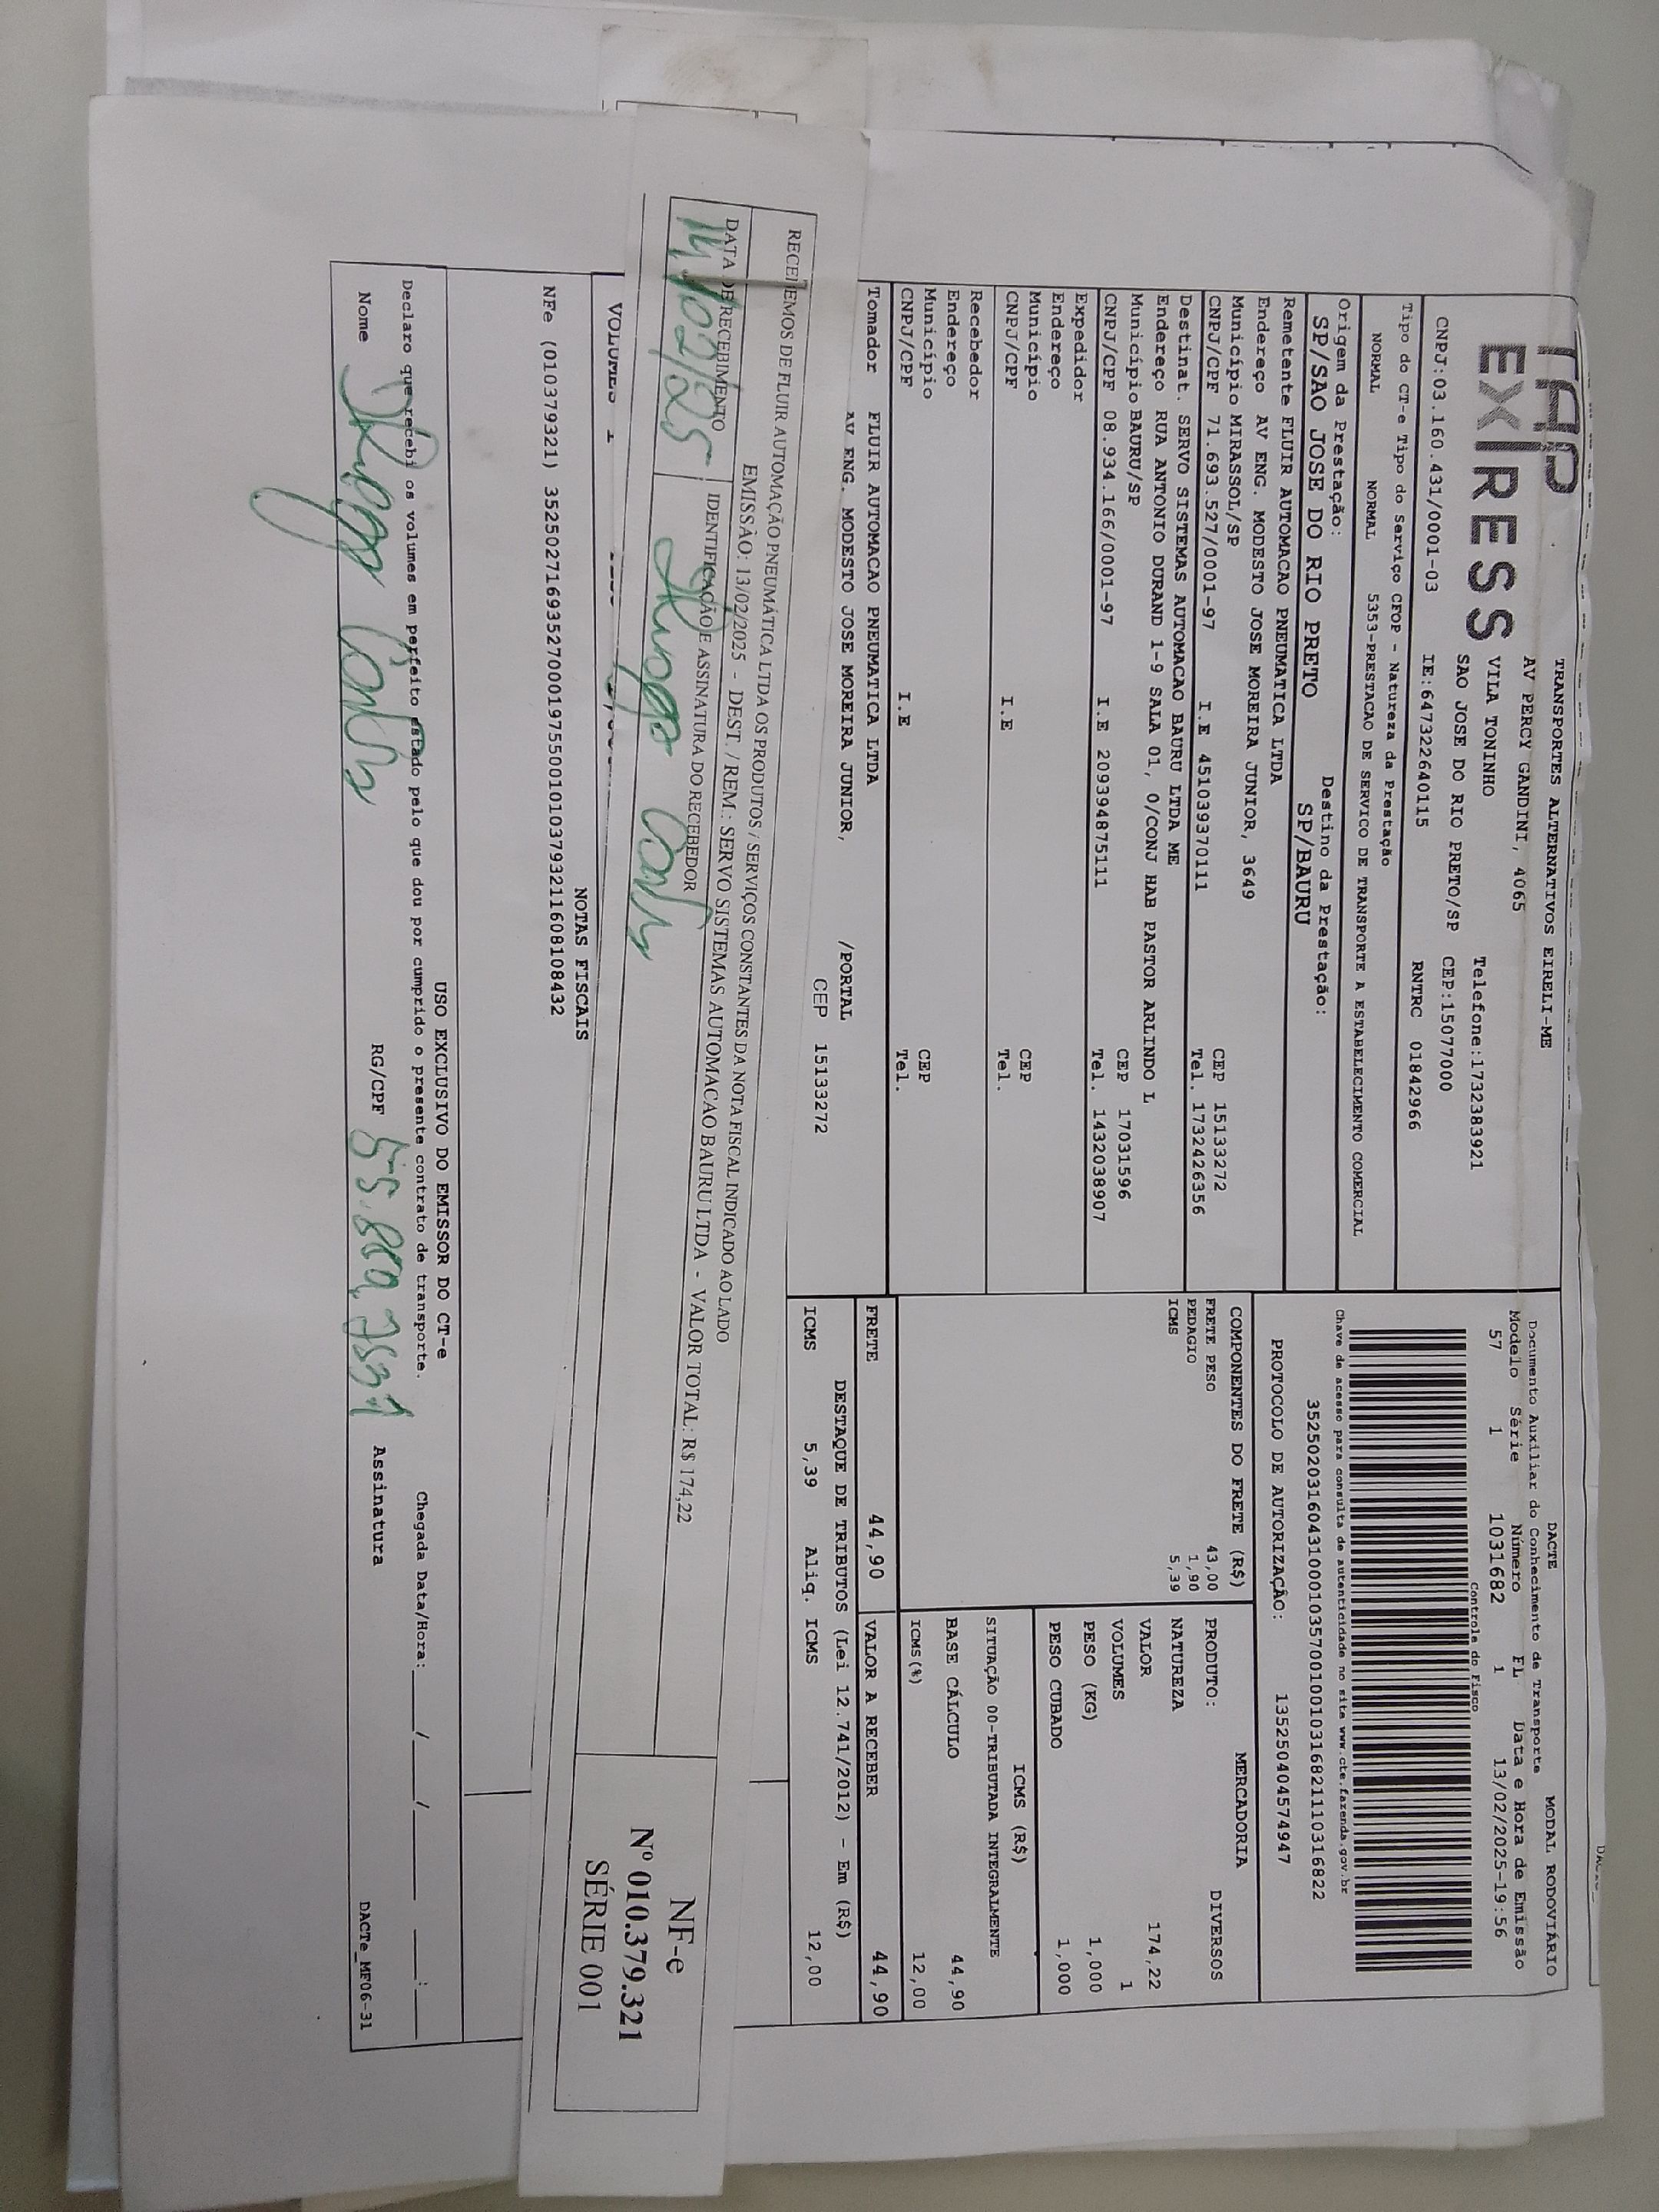 TAP
EXPRESS
TRANSPORTES ALTERNATIVOS EIRELI-ME
AV PERCY GANDINI, 4065
VILA TONINHO
SAO JOSE DO RIO PRETO/SP
Telefone:1732383921
CEP:15077000
CNPJ:03.160.431/0001-03 IE:647322640115 RNTRC 01842966
DACTE MODAL RODOVIÁRIO
Documento Auxiliar do Conhecimento de Transporte
Modelo Série Número FL Data e Hora de Emissão
57 1 1031682 1 13/02/2025-19:56
Controle do Fisco
Chave de acesso para consulta de autenticidade no site www.cte.fazenda.gov.br
35250203160431000103570010010316821110316822
PROTOCOLO DE AUTORIZAÇÃO: 135250404574947
Tipo do CT-e Tipo do Serviço CFOP - Natureza da Prestação
NORMAL NORMAL 5353-PRESTACAO DE SERVICO DE TRANSPORTE A ESTABELECIMENTO COMERCIAL
Origem da Prestação: Destino da Prestação:
SP/SAO JOSE DO RIO PRETO SP/BAURU
Remetente FLUIR AUTOMACAO PNEUMATICA LTDA
Endereço AV ENG. MODESTO JOSE MOREIRA JUNIOR, 3649
Município MIRASSOL/SP CEP 15133272
CNPJ/CPF 71.693.527/0001-97 I.E 451039370111 Tel. 1732426356
Destinat. SERVO SISTEMAS AUTOMACAO BAURU LTDA ME
Endereço RUA ANTONIO DURAND 1-9 SALA 01, 0/CONJ HAB PASTOR ARLINDO L
Município BAURU/SP CEP 17031596
CNPJ/CPF 08.934.166/0001-97 I.E 209394875111 Tel. 1432038907
Expedidor
Endereço
Município CEP
CNPJ/CPF I.E Tel.
Recebedor
Endereço
Município CEP
CNPJ/CPF I.E Tel.
Tomador FLUIR AUTOMACAO PNEUMATICA LTDA
AV ENG. MODESTO JOSE MOREIRA JUNIOR, /PORTAL
CEP 15133272
COMPONENTES DO FRETE (R$)
FRETE PESO 43,00
PEDAGIO 1,90
ICMS 5,39
MERCADORIA
PRODUTO: DIVERSOS
NATUREZA
VALOR 174,22
VOLUMES 1
PESO (KG) 1,000
PESO CUBADO 1,000
ICMS (R$)
SITUAÇÃO 00-TRIBUTADA INTEGRALMENTE
BASE CÁLCULO 44,90
ICMS(%) 12,00
FRETE 44,90 VALOR A RECEBER 44,90
DESTAQUE DE TRIBUTOS (Lei 12.741/2012) - Em (R$)
ICMS 5,39 Aliq. ICMS 12,00
RECEBEMOS DE FLUIR AUTOMAÇÃO PNEUMÁTICA LTDA OS PRODUTOS / SERVIÇOS CONSTANTES DA NOTA FISCAL INDICADO AO LADO
EMISSÃO: 13/02/2025 - DEST. / REM.: SERVO SISTEMAS AUTOMACAO BAURU LTDA - VALOR TOTAL: R$ 174,22
DATA DE RECEBIMENTO IDENTIFICAÇÃO E ASSINATURA DO RECEBEDOR
14/02/25
NF-e
Nº 010.379.321
SÉRIE 001
VOLUMES 1
NOTAS FISCAIS
NFe (010379321) 35250271693527000197550010103793211608108432
USO EXCLUSIVO DO EMISSOR DO CT-e
Declaro que recebi os volumes em perfeito estado pelo que dou por cumprido o presente contrato de transporte. Chegada Data/Hora: / / :
Nome RG/CPF Assinatura
DACTe_MF06-31